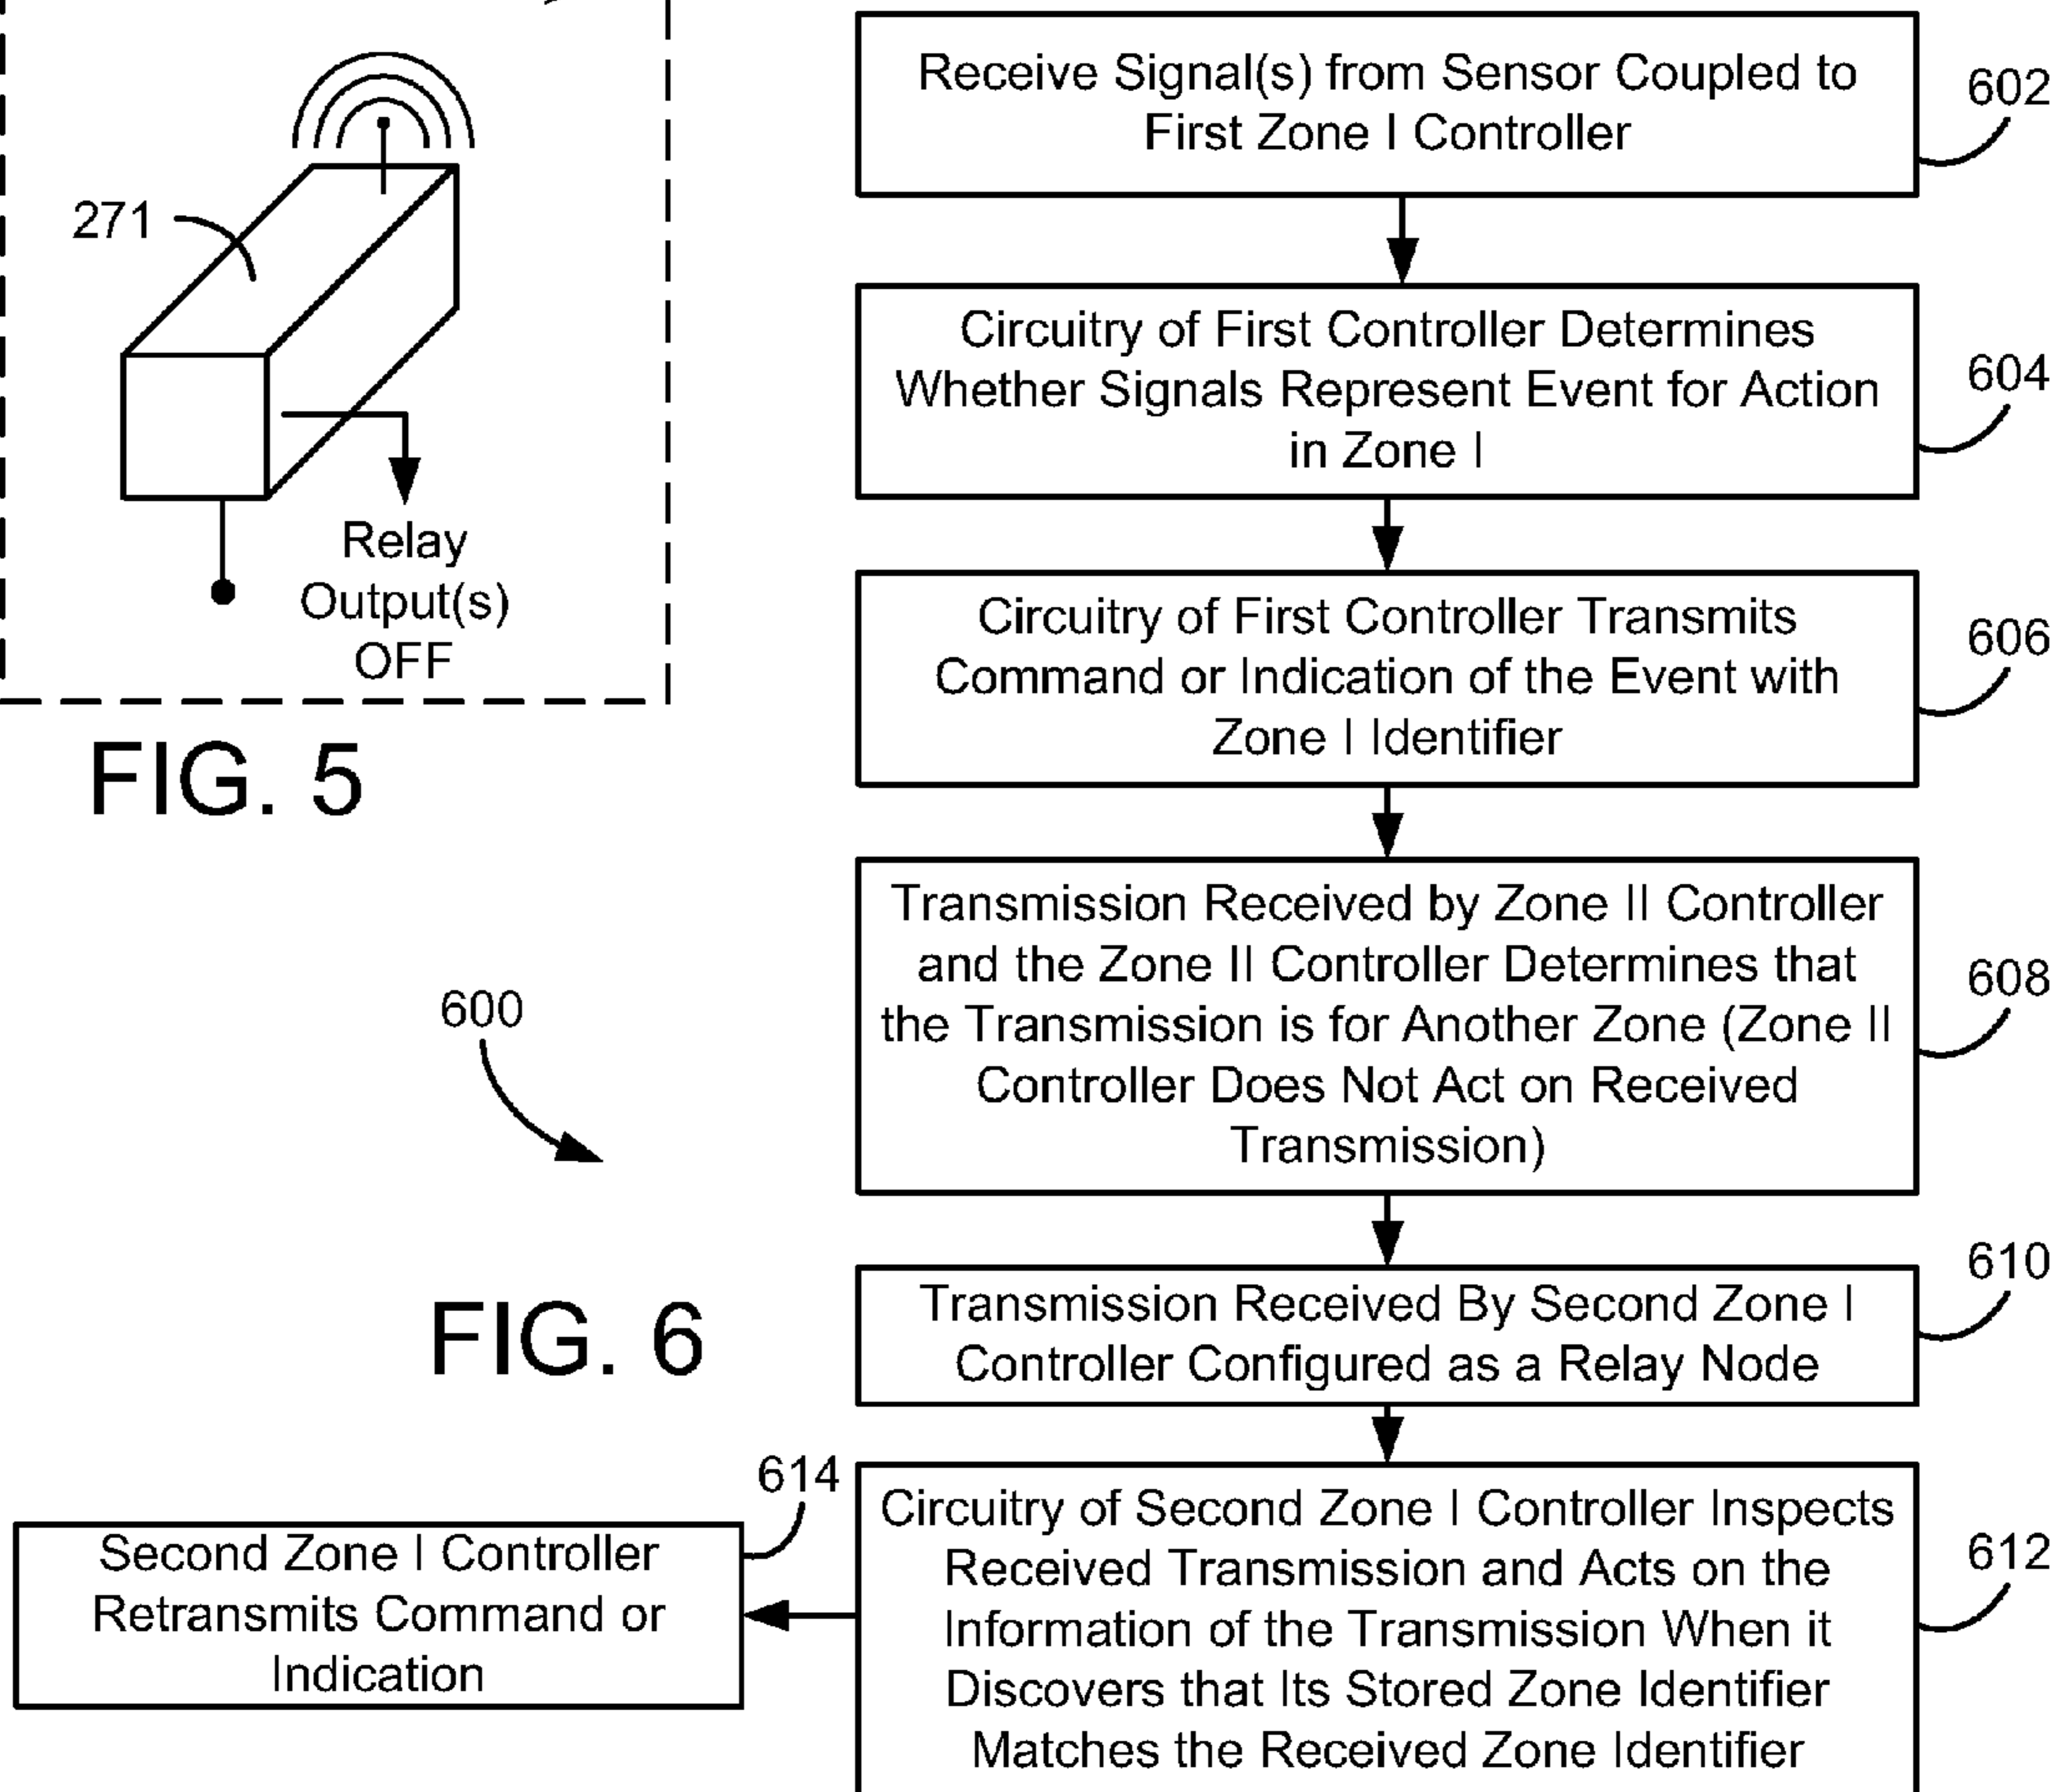 271
Relay
Output(s)
OFF
FIG. 5
Receive Signal(s) from Sensor Coupled to
First Zone I Controller
602
Circuitry of First Controller Determines
Whether Signals Represent Event for Action
in Zone I
604
Circuitry of First Controller Transmits
Command or Indication of the Event with
Zone I Identifier
606
Transmission Received by Zone II Controller
and the Zone II Controller Determines that
the Transmission is for Another Zone (Zone II
Controller Does Not Act on Received
Transmission)
608
600
Transmission Received By Second Zone I
Controller Configured as a Relay Node
610
FIG. 6
Circuitry of Second Zone I Controller Inspects
Received Transmission and Acts on the
Information of the Transmission When it
Discovers that Its Stored Zone Identifier
Matches the Received Zone Identifier
612
614
Second Zone I Controller
Retransmits Command or
Indication